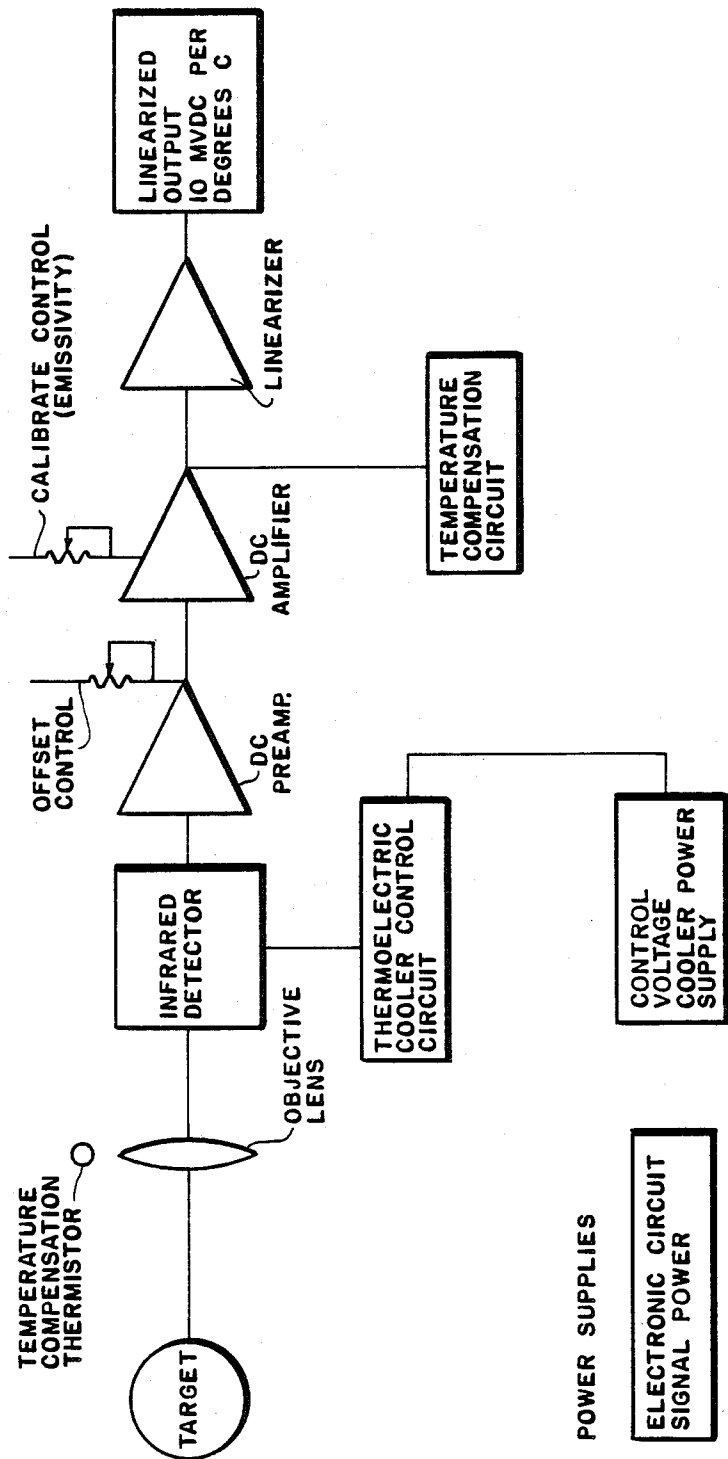 TEMPERATURE
COMPENSATION
THERMISTOR
TARGET
OBJECTIVE
LENS
INFRARED
DETECTOR
THERMOELECTRIC
COOLER CONTROL
CIRCUIT
OFFSET
CONTROL
DC
PREAMP.
CALIBRATE CONTROL
(EMISSIVITY)
DC
AMPLIFIER
TEMPERATURE
COMPENSATION
CIRCUIT
LINEARIZER
LINEARIZED
OUTPUT
10 MVDC PER
DEGREES C
POWER SUPPLIES
ELECTRONIC CIRCUIT
SIGNAL POWER
CONTROL
VOLTAGE
COOLER POWER
SUPPLY